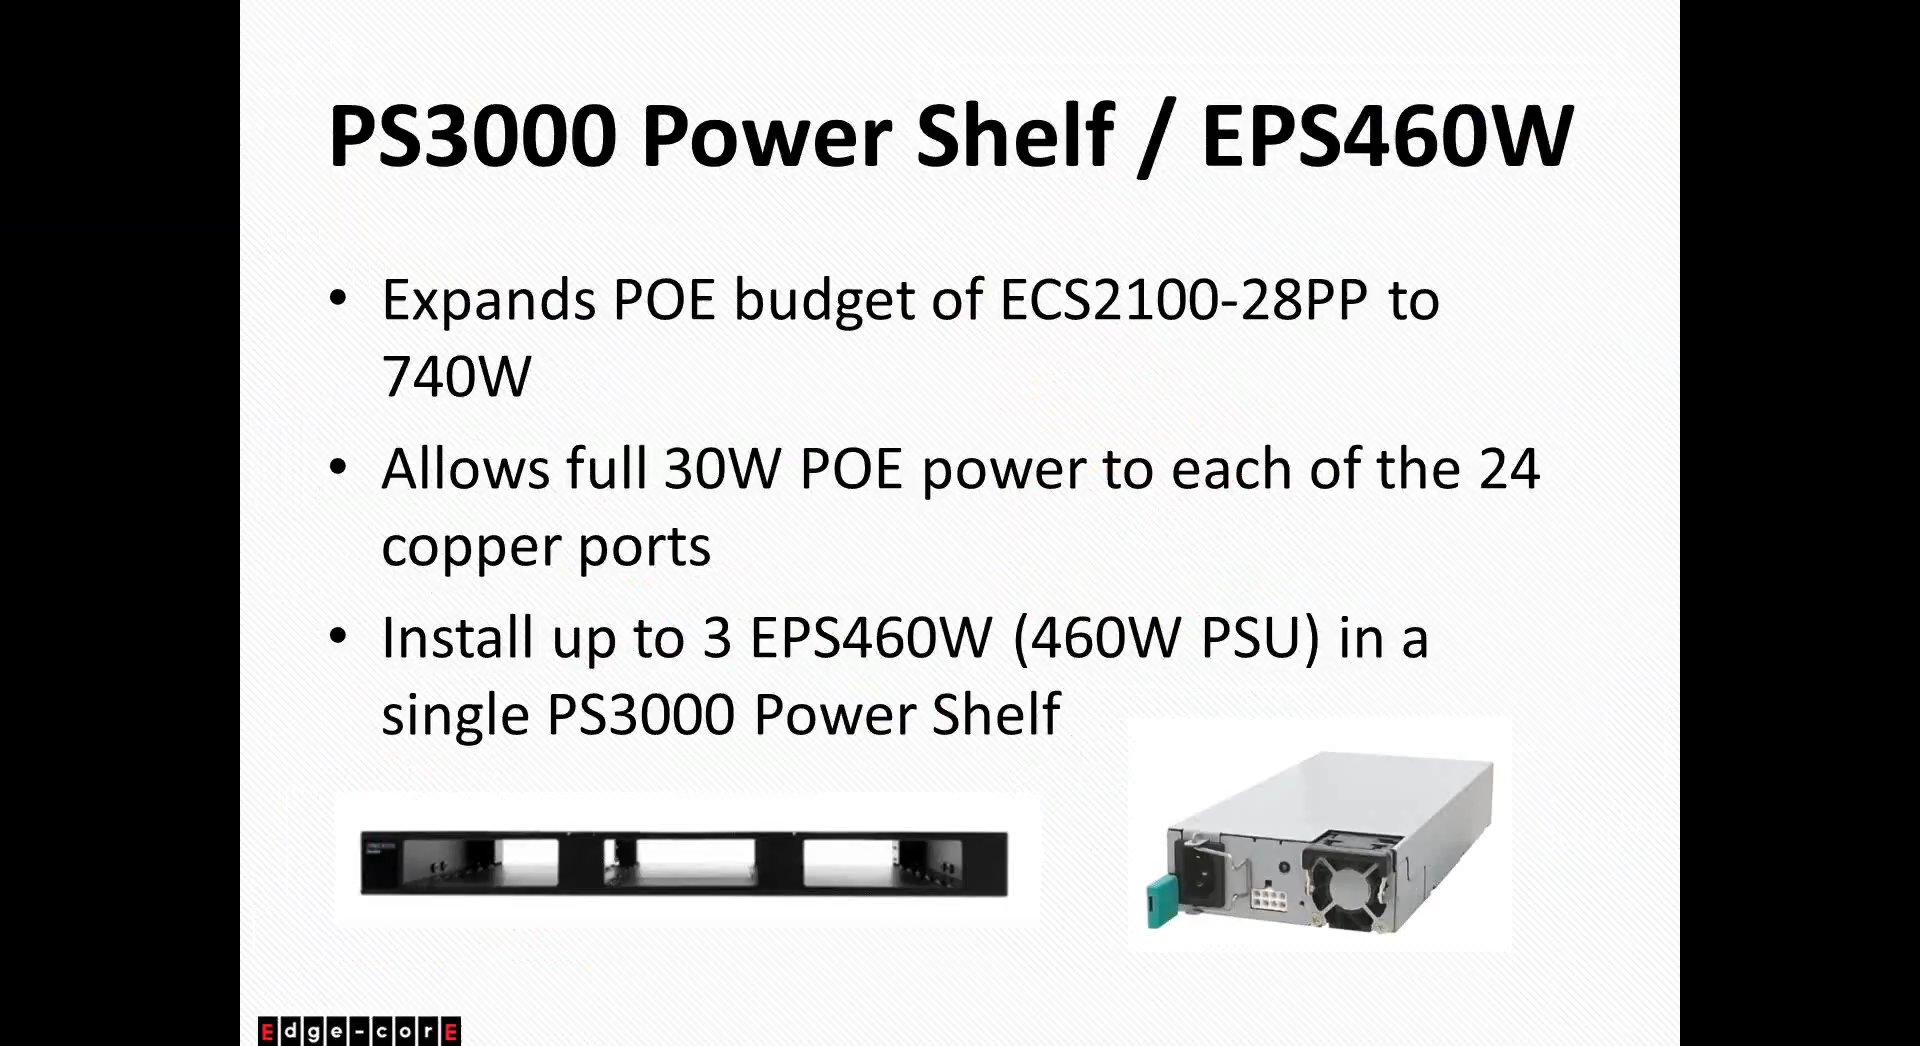 PS3000 Power Shelf / EPS460W
• Expands POE budget of ECS2100-28PP to
740W
• Allows full 30W POE power to each of the 24
copper ports
• Install up to 3 EPS460W (460W PSU) in a
single PS3000 Power Shelf
Edge-corE